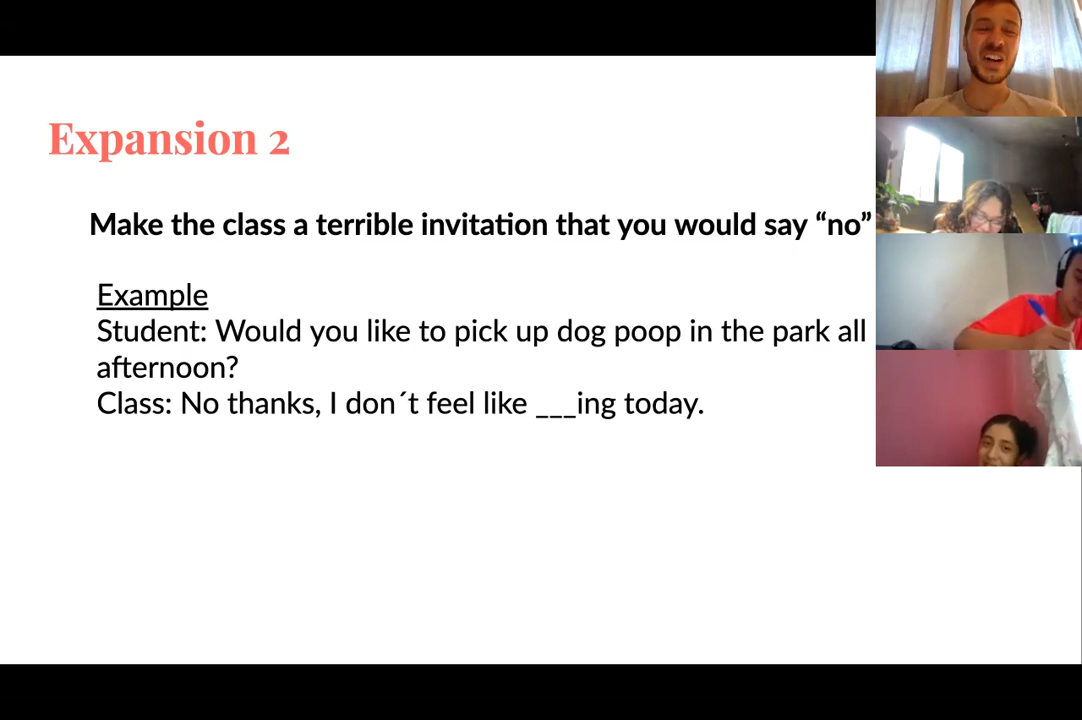 Expansion 2
Make the class a terrible invitation that you would say “no”
Example
Student: Would you like to pick up dog poop in the park all
afternoon?
Class: No thanks, I don´t feel like ___ing today.